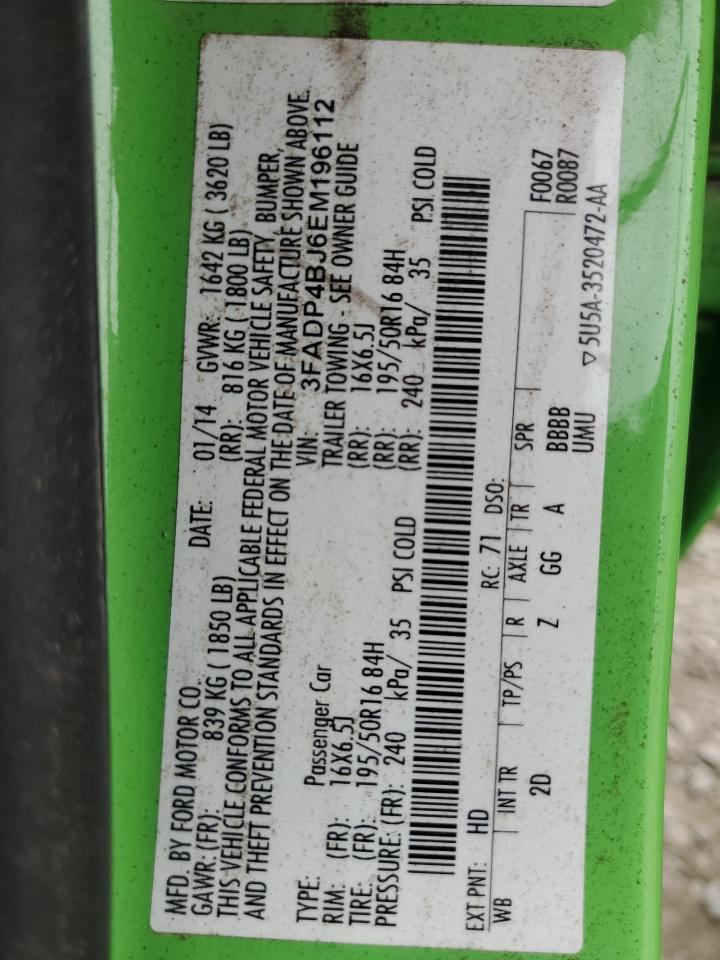 MFD. BY FORD MOTOR CO.
DATE: 01/14 GVWR: 1642 KG ( 3620 LB)
GAWR: (FR): 839 KG ( 1850 LB) (RR): 816 KG ( 1800 LB)
THIS VEHICLE CONFORMS TO ALL APPLICABLE FEDERAL MOTOR VEHICLE SAFETY, BUMPER,
AND THEFT PREVENTION STANDARDS IN EFFECT ON THE DATE OF MANUFACTURE SHOWN ABOVE.
VIN: 3FADP4BJ6EM196112
TYPE: Passenger Car TRAILER TOWING - SEE OWNER GUIDE
RIM: (FR): 16X6.5J (RR): 16X6.5J
TIRE: (FR): 195/50R16 84H (RR): 195/50R16 84H
PRESSURE: (FR): 240 kPa/ 35 PSI COLD (RR): 240 kPa/ 35 PSI COLD
EXT PNT: HD RC: 71 DSO:
WB INT TR TP/PS R AXLE TR SPR F0067
2D Z GG A BBBB R0087
UMU
▽5U5A-3520472-AA